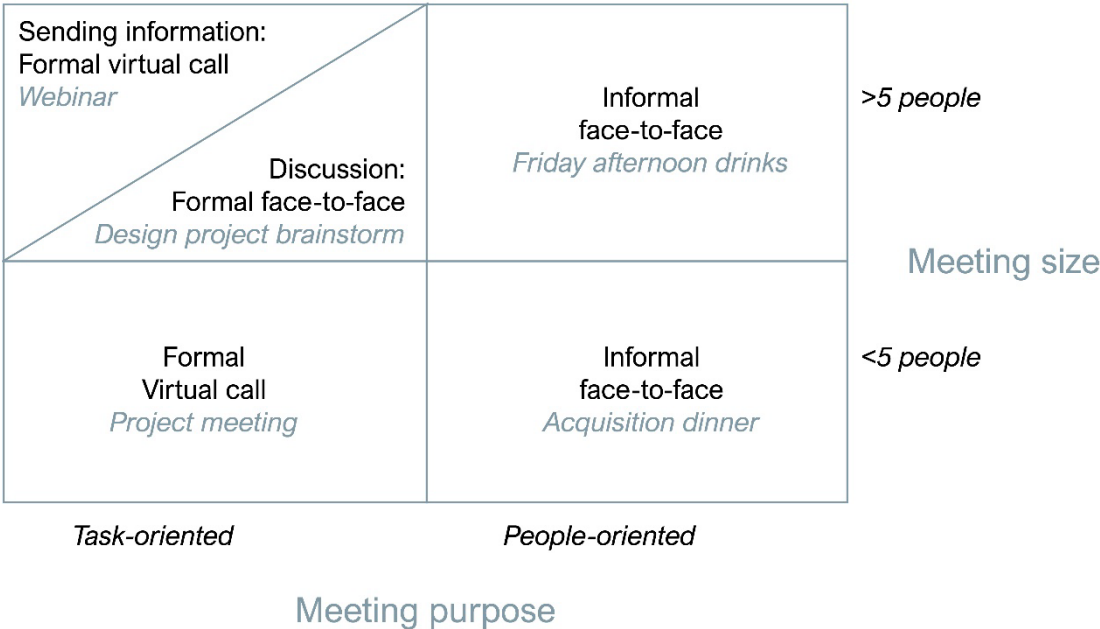 Sending information:
Formal virtual call
Webinar
Discussion:
Formal face-to-face
Design project brainstorm
Informal
face-to-face
Friday afternoon drinks
>5 people
Meeting size
Formal
Virtual call
Project meeting
Informal
face-to-face
Acquisition dinner
<5 people
Task-oriented
People-oriented
Meeting purpose